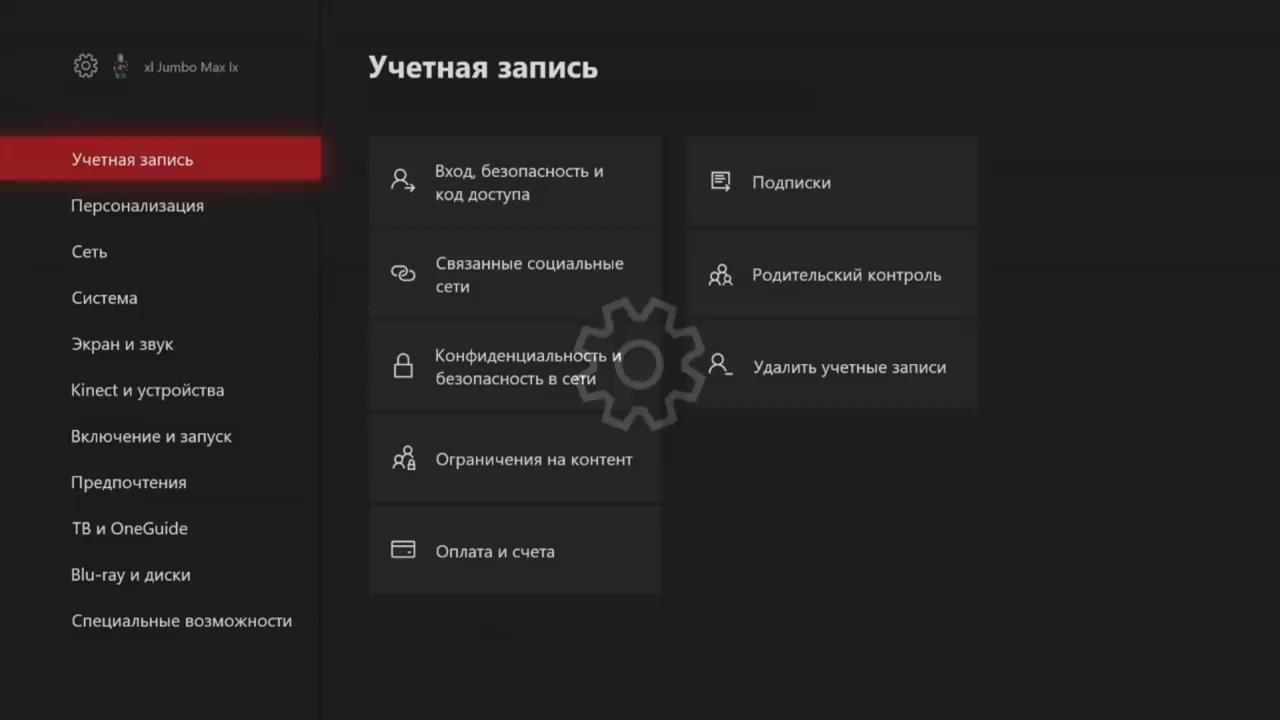 xl Jumbo Max lx
Учетная запись
Персонализация
Сеть
Система
Экран и звук
Kinect и устройства
Включение и запуск
Предпочтения
ТВ и OneGuide
Blu-ray и диски
Специальные возможности
Учетная запись
Вход, безопасность и
код доступа
Связанные социальные
сети
Конфиденциальность и
безопасность в сети
Ограничения на контент
Оплата и счета
Подписки
Родительский контроль
Удалить учетные записи